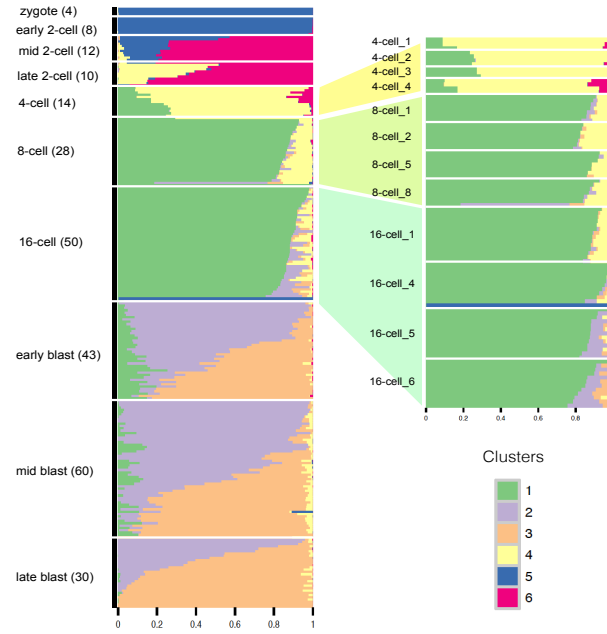 zygote (4)
early 2-cell (8)
mid 2-cell (12)
late 2-cell (10)
4-cell (14)
8-cell (28)
16-cell (50)
early blast (43)
mid blast (60)
late blast (30)
0 0.2 0.4 0.6 0.8 1
4-cell_1
4-cell_2
4-cell_3
4-cell_4
8-cell_1
8-cell_2
8-cell_5
8-cell_8
16-cell_1
16-cell_4
16-cell_5
16-cell_6
0 0.2 0.4 0.6 0.8
Clusters
1
2
3
4
5
6